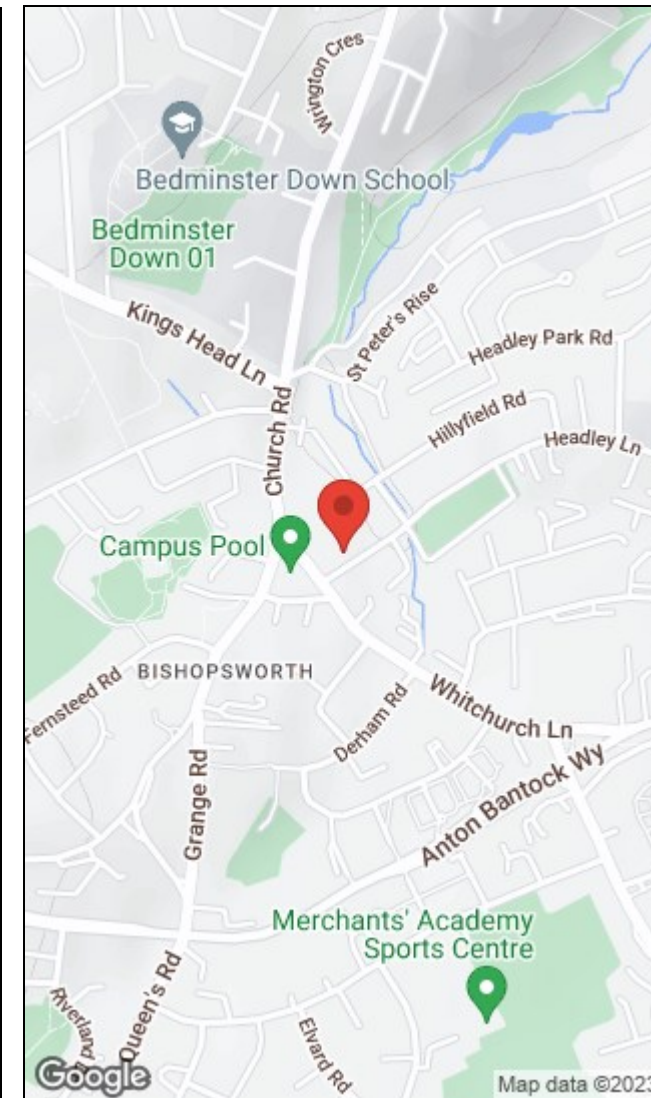 Wrington Cres
Bedminster Down School
Bedminster
Down 01
Kings Head Ln
St Peter's Rise
Headley Park Rd
Church Rd
Hillyfield Rd
Headley Ln
Campus Pool
BISHOPSWORTH
Fernsteed Rd
Whitchurch Ln
Derham Rd
Grange Rd
Anton Bantock Wy
Merchants' Academy
Sports Centre
Queen's Rd
Elvard Rd
Google
Map data ©2023